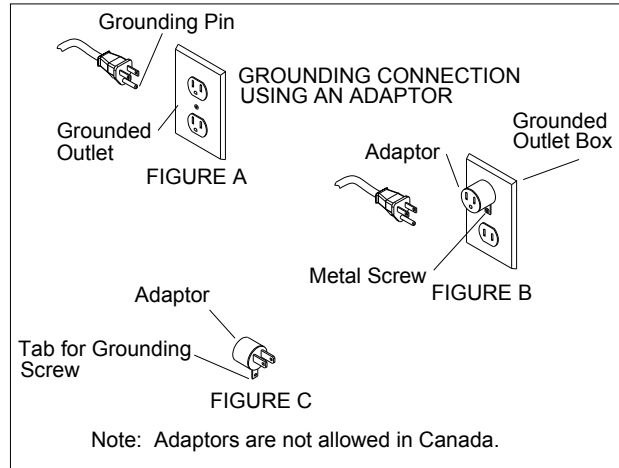 Grounding Pin
GROUNDING CONNECTION
USING AN ADAPTOR
Grounded
Outlet
FIGURE A
Grounded
Outlet Box
Adaptor
Metal Screw
FIGURE B
Adaptor
Tab for Grounding
Screw
FIGURE C
Note: Adaptors are not allowed in Canada.